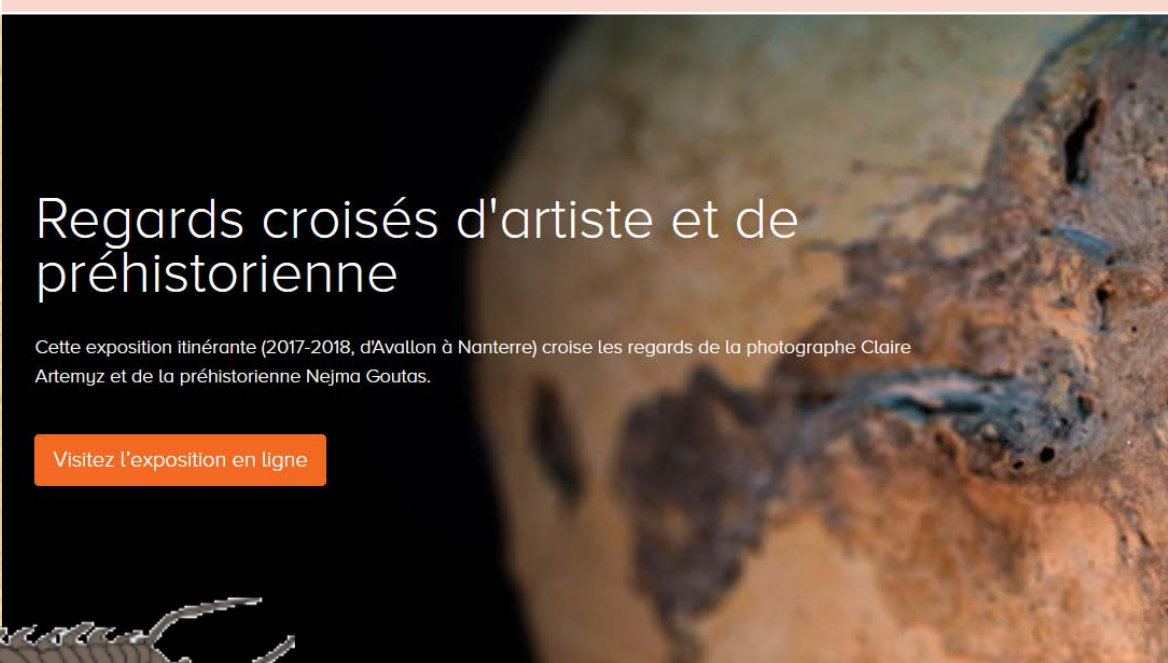 Regards croisés d'artiste et de
préhistorienne
Cette exposition itinérante (2017-2018, d'Avallon à Nanterre) croise les regards de la photographe Claire
Artemyz et de la préhistorienne Nejma Goutas.
Visitez l’exposition en ligne